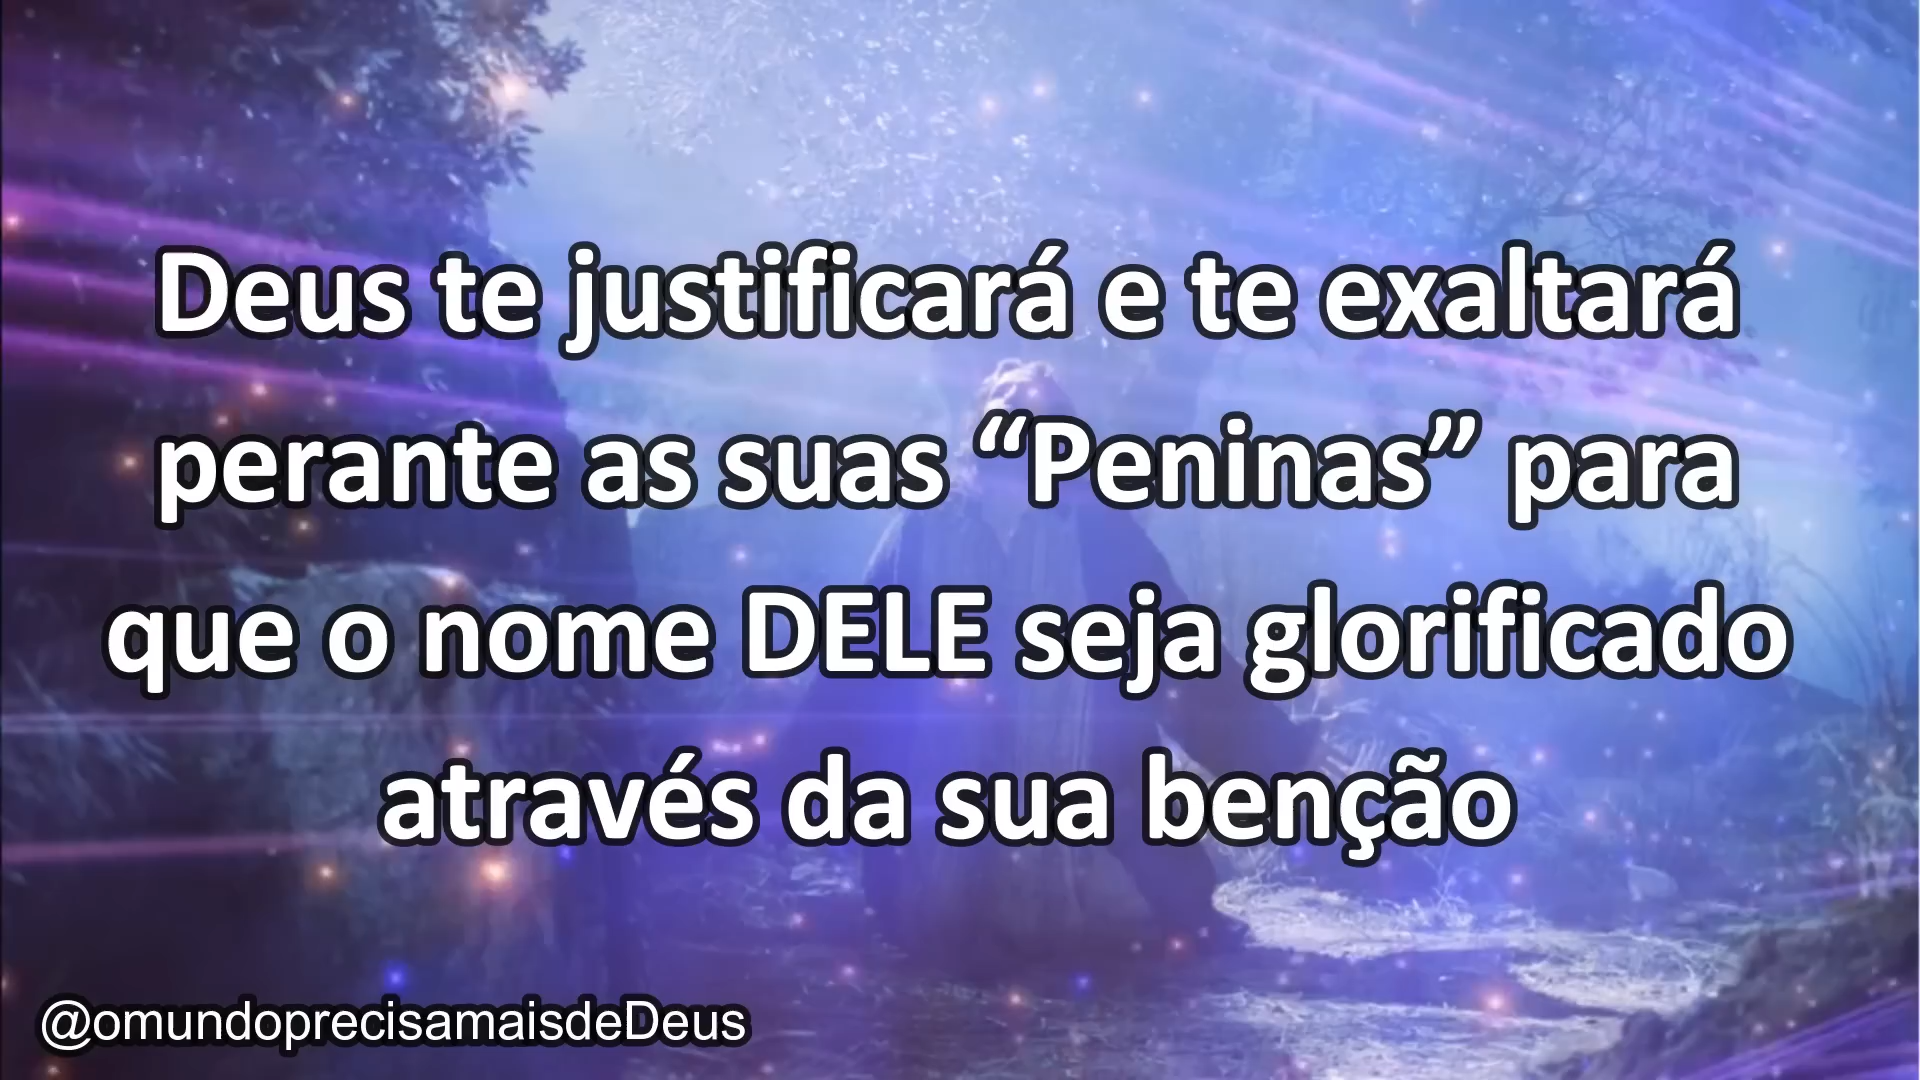 Deus te justificará e te exaltará
perante as suas “Peninas” para
que o nome DELE seja glorificado
através da sua benção
@omundoprecisamaisdeDeus